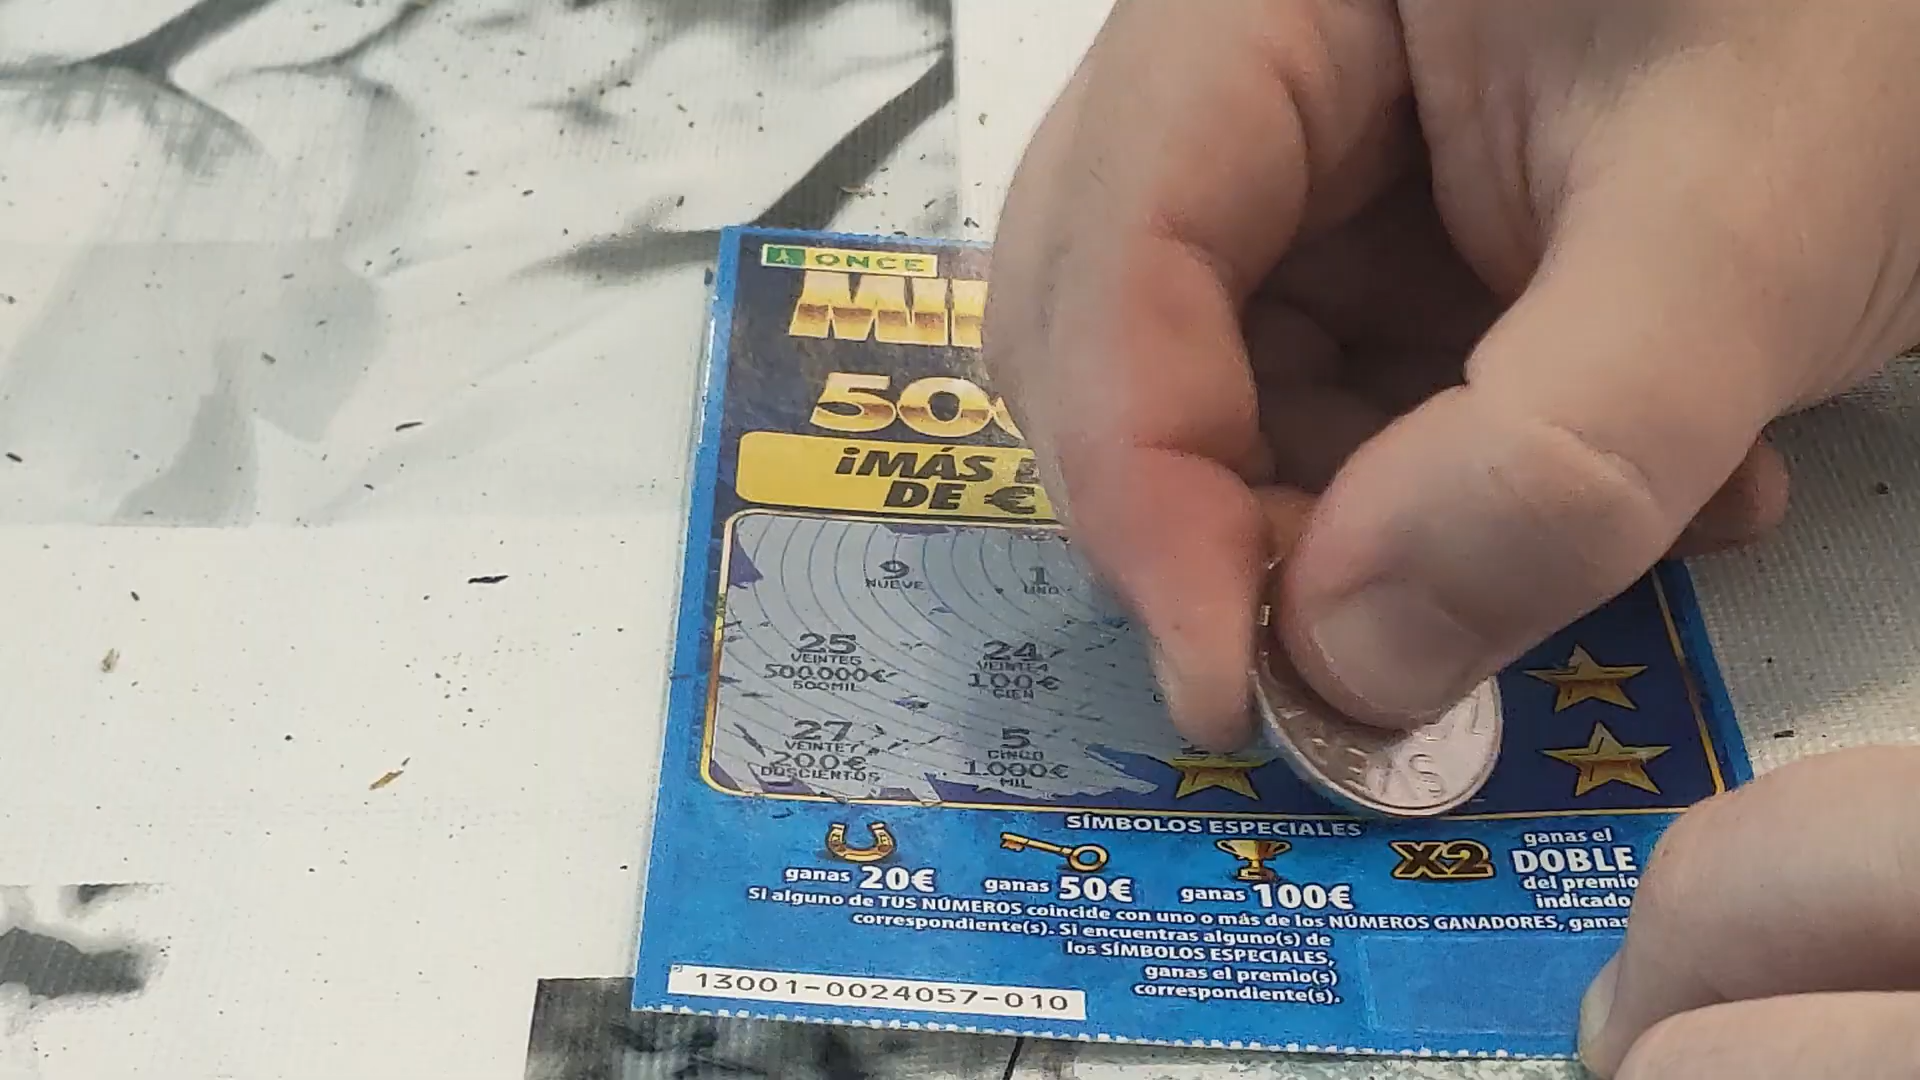 ONCE
¡MÁS
DE €
9
NUEVE
1
UNO
25
VEINTE5
500.000€
500MIL
24
VEINTE4
100€
CIEN
27
VEINTE7
200€
DOSCIENTOS
5
CINCO
1.000€
MIL
SÍMBOLOS ESPECIALES
ganas 20€
ganas 50€
ganas 100€
X2
ganas el
DOBLE
del premio
indicado
Si alguno de TUS NÚMEROS coincide con uno o más de los NÚMEROS GANADORES, ganas
correspondiente(s). Si encuentras alguno(s) de
los SÍMBOLOS ESPECIALES,
ganas el premio(s)
correspondiente(s).
13001-0024057-010